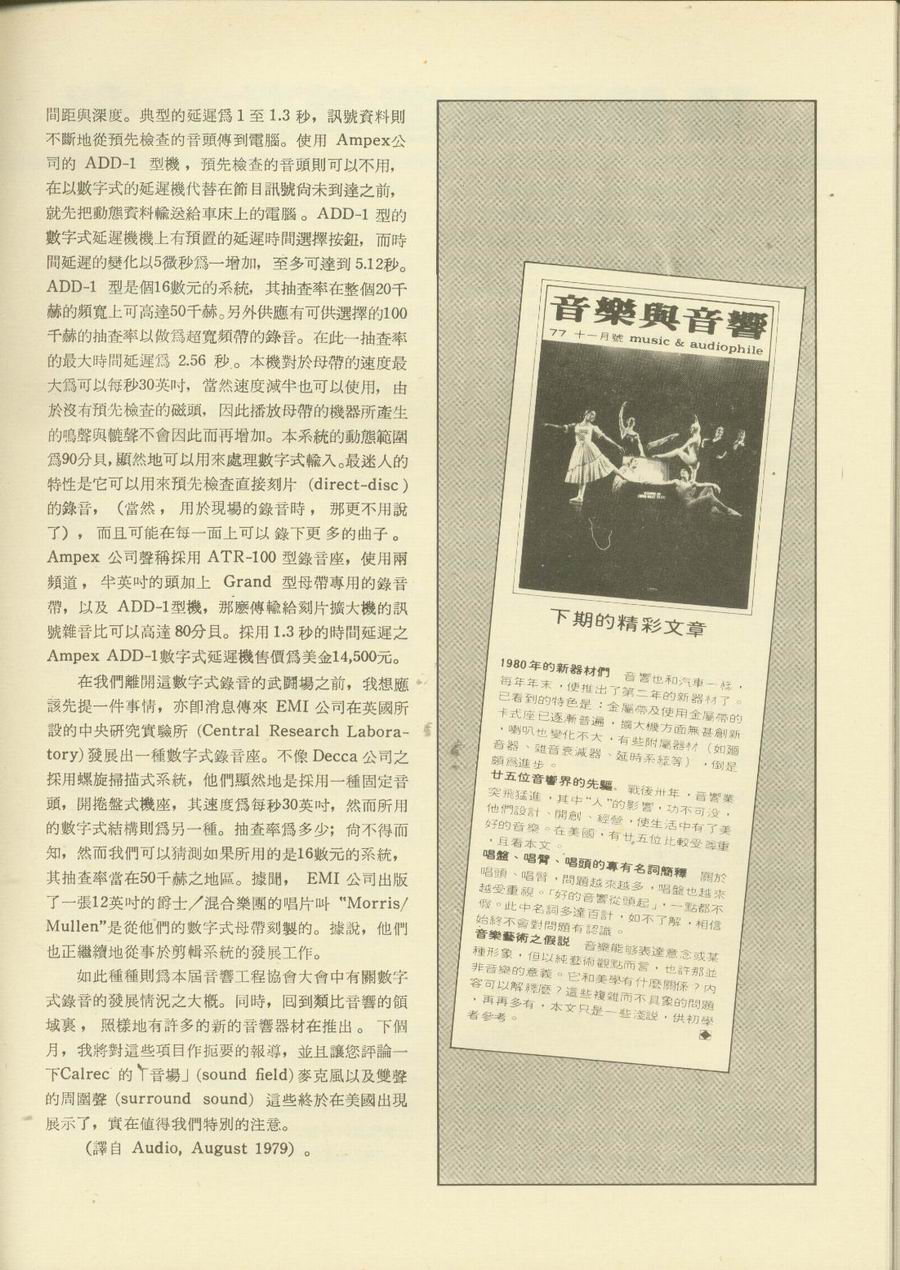 間距與深度。典型的延遲爲 1 至 1.3 秒，訊號資料則
不斷地從預先檢查的音頭傳到電腦。使用 Ampex公
司的 ADD-1 型機，預先檢查的音頭則可以不用，
在以數字式的延遲機代替在節目訊號尙未到達之前，
就先把動態資料輸送給車床上的電腦。ADD-1 型的
數字式延遲機機上有預置的延遲時間選擇按鈕，而時
間延遲的變化以5微秒爲一增加，至多可達到 5.12秒。
ADD-1 型是個16數元的系統，其抽查率在整個20千
赫的頻寬上可高達50千赫。另外供應有可供選擇的100
千赫的抽查率以做爲超寬頻帶的錄音。在此一抽查率
的最大時間延遲爲 2.56 秒。本機對於母帶的速度最
大爲可以每秒30英吋，當然速度減半也可以使用，由
於沒有預先檢查的磁頭，因此播放母帶的機器所產生
的鳴聲與輾聲不會因此而再增加。本系統的動態範圍
爲90分貝，顯然地可以用來處理數字式輸入。最迷人的
特性是它可以用來預先檢查直接刻片 (direct-disc)
的錄音，（當然，用於現場的錄音時，那更不用說
了），而且可能在每一面上可以錄下更多的曲子。
Ampex 公司聲稱採用 ATR-100 型錄音座，使用兩
頻道，半英吋的頭加上 Grand 型母帶專用的錄音
帶，以及 ADD-1型機，那麼傳輸給刻片擴大機的訊
號雜音比可以高達 80分貝。採用 1.3 秒的時間延遲之
Ampex ADD-1數字式延遲機售價爲美金14,500元。
在我們離開這數字式錄音的武鬪場之前，我想應
該先提一件事情，亦卽消息傳來 EMI 公司在英國所
設的中央硏究實驗所 (Central Research Labora-
tory) 發展出一種數字式錄音座。不像 Decca 公司之
採用螺旋掃描式系統，他們顯然地是採用一種固定音
頭，開捲盤式機座，其速度爲每秒30英吋，然而所用
的數字式結構則爲另一種。抽查率爲多少；尙不得而
知，然而我們可以猜測如果所用的是16數元的系統，
其抽查率當在50千赫之地區。據聞， EMI 公司出版
了一張12英吋的爵士／混合樂團的唱片叫 “Morris/
Mullen”是從他們的數字式母帶刻製的。據說，他們
也正繼續地從事於剪輯系統的發展工作。
如此種種則爲本屆音響工程協會大會中有關數字
式錄音的發展情況之大概。同時，回到類比音響的領
域裏，照樣地有許多的新的音響器材在推出。下個
月，我將對這些項目作扼要的報導，並且讓您評論一
下Calrec 的「音場」(sound field) 麥克風以及雙聲
的周圍聲 (surround sound) 這些終於在美國出現
展示了，實在値得我們特別的注意。
（譯自 Audio, August 1979）。
音樂與音響
77 十一月號 music & audiophile
下期的精彩文章
1980年的新器材們 音響也和汽車一樣，
每年年末，便推出了第二年的新器材了。
已看到的特色是：金屬帶及使用金屬帶的
卡式座已逐漸普遍，擴大機方面無甚創新
，喇叭也變化不大，有些附屬器材（如迴
音器、雑音衰減器、延時系統等），倒是
頗爲進步。
廿五位音響界的先驅 戰後卅年，音響業
突飛猛進，其中“人”的影響，功不可没，
他們設計、開創、經營，使生活中有了美
好的音樂。在美國，有廿五位比較受尊重
，且看本文。
唱盤、唱臂、唱頭的專有名詞簡釋 關於
唱頭、唱臂，問題越來越多，唱盤也越來
越受重視。「好的音響從頭起」，一點都不
假。此中名詞多達百計，如不了解，相信
始終不會對問題有認識。
音樂藝術之假說 音樂能够表達意念或某
種形象，但以純藝術觀點而言，也許那並
非音樂的意義。它和美學有什麼關係？内
容可以解釋麼？這些複雜而不具象的問題
，再再多有，本文只是一些淺説，供初學
者參考。